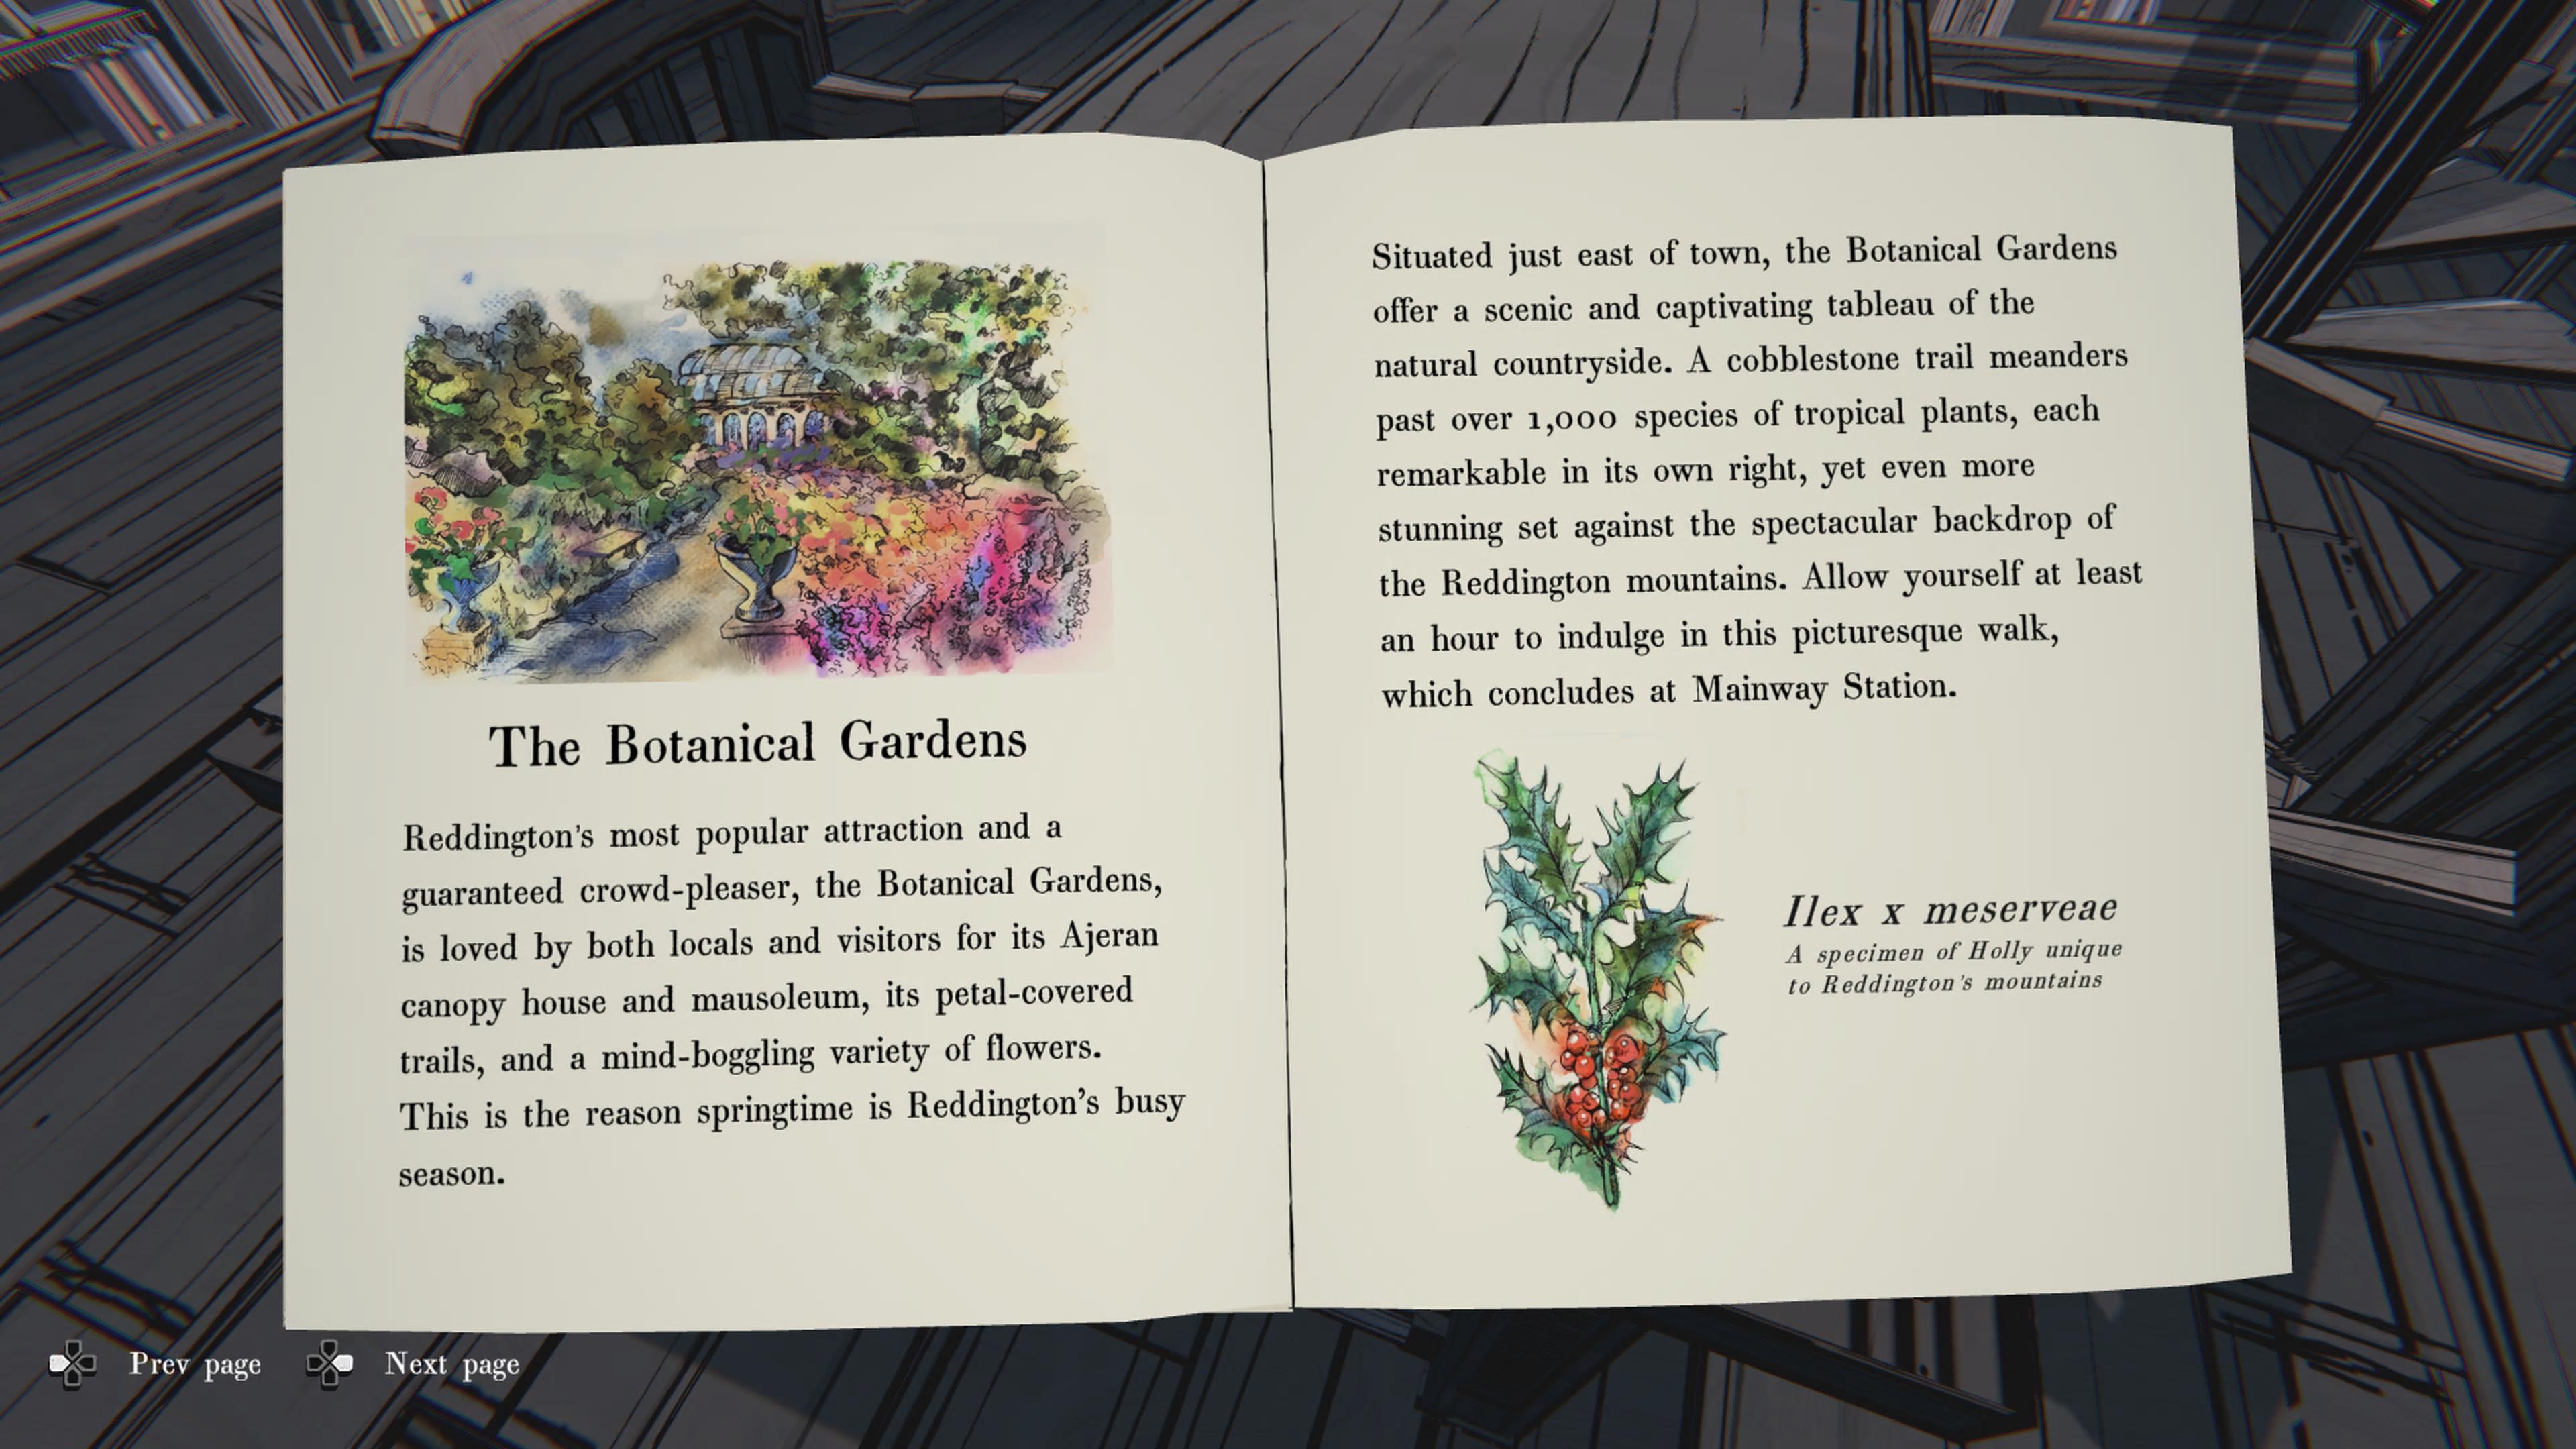 The Botanical Gardens
Reddington's most popular attraction and a
guaranteed crowd-pleaser, the Botanical Gardens,
is loved by both locals and visitors for its Ajeran
canopy house and mausoleum, its petal-covered
trails, and a mind-boggling variety of flowers.
This is the reason springtime is Reddington's busy
season.
Situated just east of town, the Botanical Gardens
offer a scenic and captivating tableau of the
natural countryside. A cobblestone trail meanders
past over 1,000 species of tropical plants, each
remarkable in its own right, yet even more
stunning set against the spectacular backdrop of
the Reddington mountains. Allow yourself at least
an hour to indulge in this picturesque walk,
which concludes at Mainway Station.
Ilex x meserveae
A specimen of Holly unique
to Reddington's mountains
Prev page
Next page